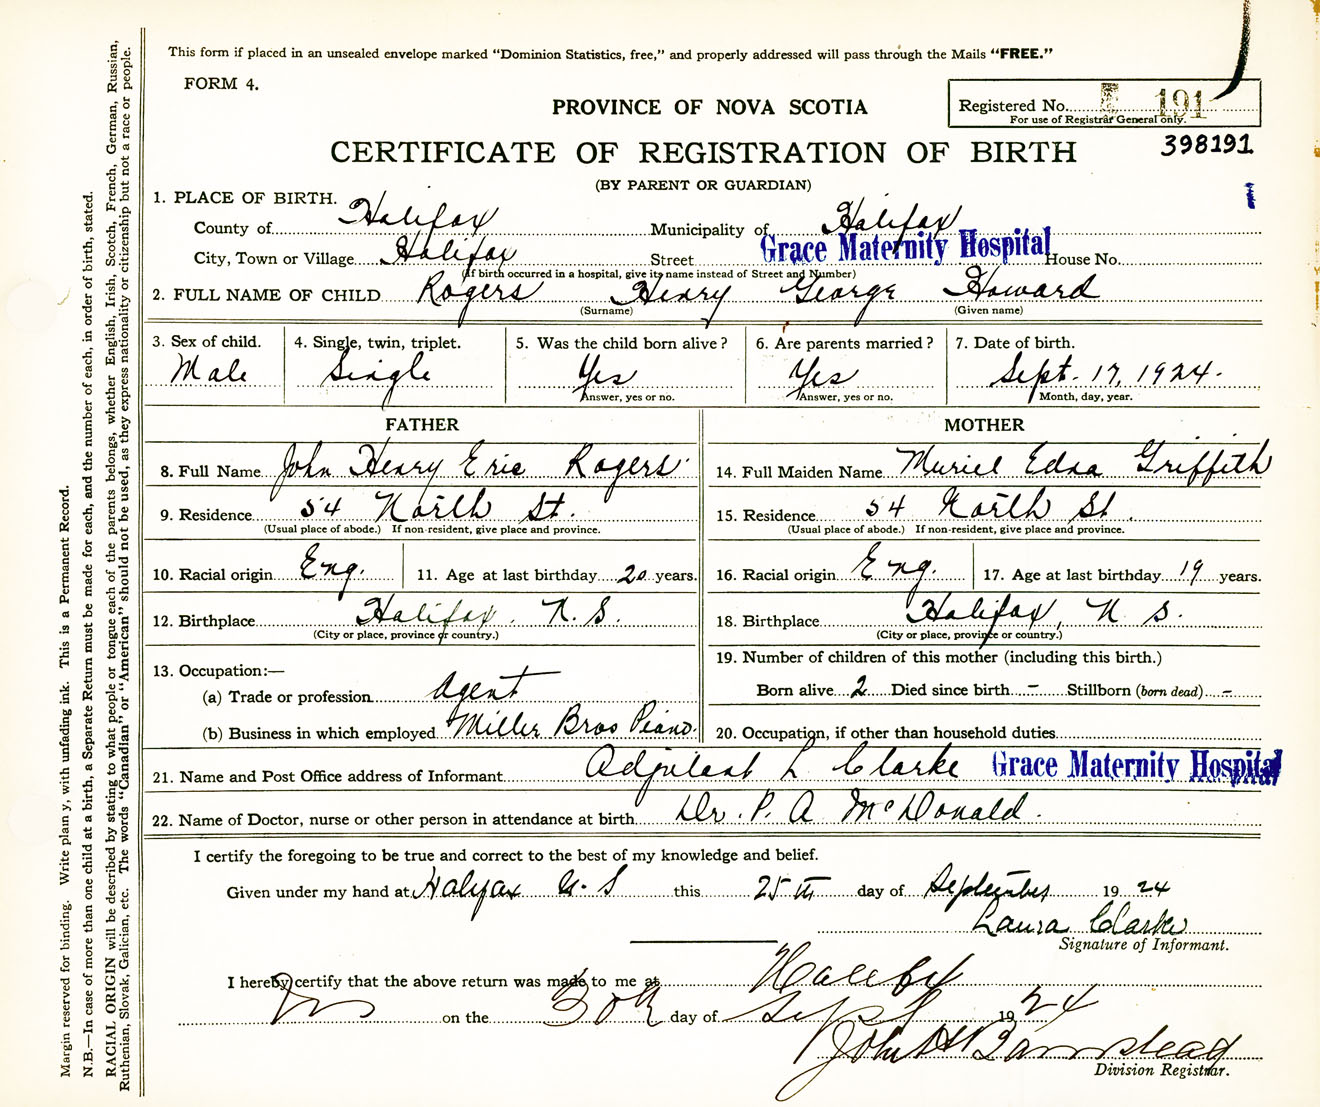 This form if placed in an unsealed envelope marked "Dominion Statistics, free," and properly addressed will pass through the Mails "FREE."
FORM 4.
PROVINCE OF NOVA SCOTIA
Registered No. 191
For use of Registrar General only.
CERTIFICATE OF REGISTRATION OF BIRTH
398191
(BY PARENT OR GUARDIAN)
1. PLACE OF BIRTH.
County of Halifax Municipality of Halifax
City, Town or Village Halifax Street Grace Maternity Hospital House No.
(If birth occurred in a hospital, give its name instead of Street and Number)
2. FULL NAME OF CHILD Rogers Henry George Howard
(Surname) (Given name)
3. Sex of child. 4. Single, twin, triplet. 5. Was the child born alive? 6. Are parents married? 7. Date of birth.
Male Single Yes Yes Sept. 17, 1924.
Answer, yes or no. Answer, yes or no. Month, day, year.
FATHER MOTHER
8. Full Name John Henry Eric Rogers 14. Full Maiden Name Muriel Edna Griffith
9. Residence 54 North St. 15. Residence 54 North St.
(Usual place of abode.) If non-resident, give place and province. (Usual place of abode.) If non-resident, give place and province.
10. Racial origin Eng. 11. Age at last birthday 20 years. 16. Racial origin Eng. 17. Age at last birthday 19 years.
12. Birthplace Halifax. N.S. 18. Birthplace Halifax, N.S.
(City or place, province or country.) (City or place, province or country.)
13. Occupation:— 19. Number of children of this mother (including this birth.)
(a) Trade or profession Agent Born alive 2 Died since birth - Stillborn (born dead) -
(b) Business in which employed Miller Bros Piano. 20. Occupation, if other than household duties
21. Name and Post Office address of Informant Adjutant L Clarke Grace Maternity Hospital
22. Name of Doctor, nurse or other person in attendance at birth Dr. P. A McDonald.
I certify the foregoing to be true and correct to the best of my knowledge and belief.
Given under my hand at Halifax N.S this 25th day of September 1924
Laura Clarke
Signature of Informant.
I hereby certify that the above return was made to me at Halifax
NS on the 30th day of Sept 1924
John H Barnstead
Division Registrar.
Margin reserved for binding. Write plainly, with unfading ink. This is a Permanent Record.
N.B.—In case of more than one child at a birth, a Separate Return must be made for each, and the number of each, in order of birth, stated.
RACIAL ORIGIN will be described by stating to what people or tongue each of the parents belongs, whether English, Irish, Scotch, French, German, Russian,
Ruthenian, Slovak, Galician, etc. The words "Canadian" or "American" should not be used, as they express nationality or citizenship but not a race or people.